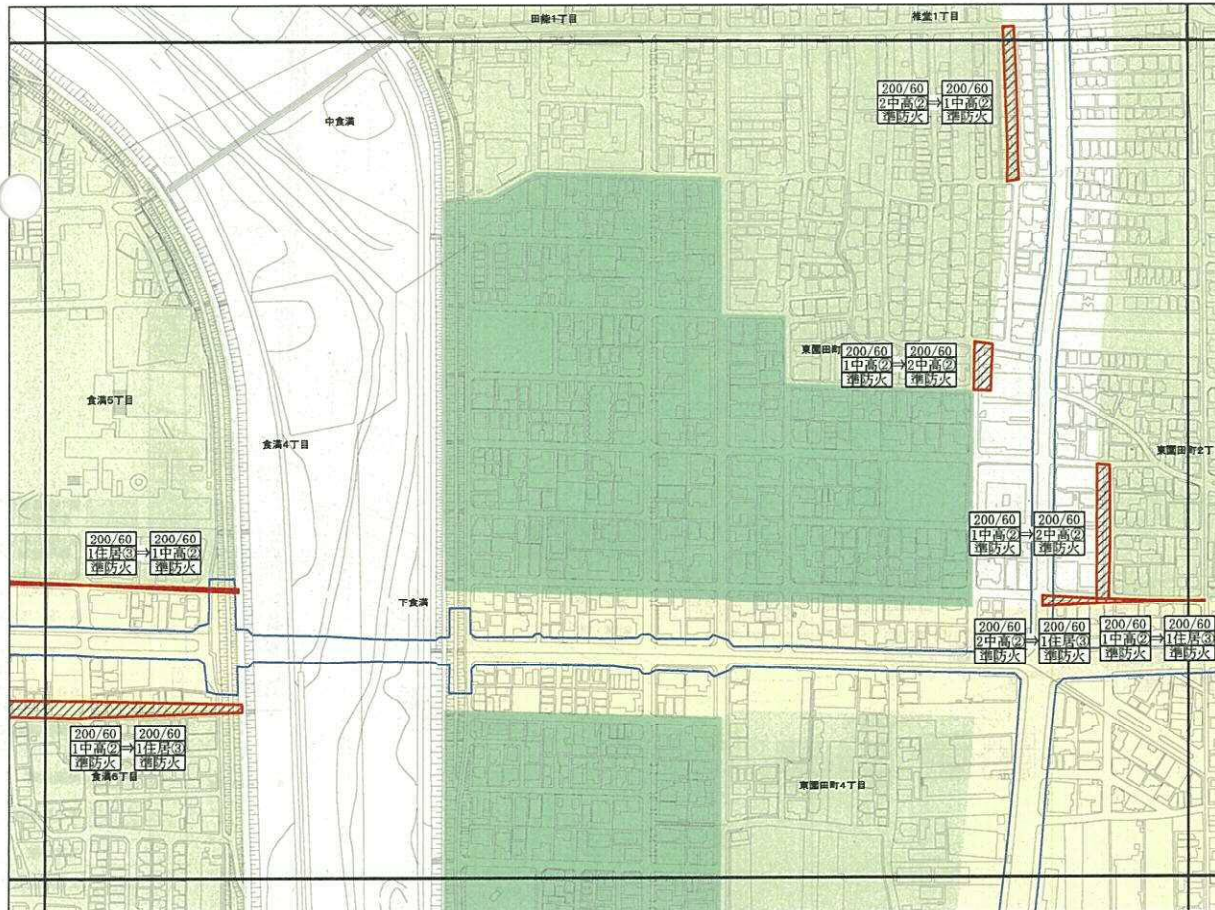 田能1丁目
椎堂1丁目
200/60 200/60
2中高②⇒1中高②
準防火 準防火
中食満
東園田町
200/60 200/60
1中高②⇒2中高②
準防火 準防火
食満5丁目
食満4丁目
東園田町2丁
200/60 200/60
1住居③⇒1中高②
準防火 準防火
200/60 200/60
1中高②⇒2中高②
準防火 準防火
下食満
200/60 200/60
2中高②⇒1住居③
準防火 準防火
200/60 200/60
1中高②⇒1住居③
準防火 準防火
200/60 200/60
1中高②⇒1住居③
準防火 準防火
食満6丁目
東園田町4丁目